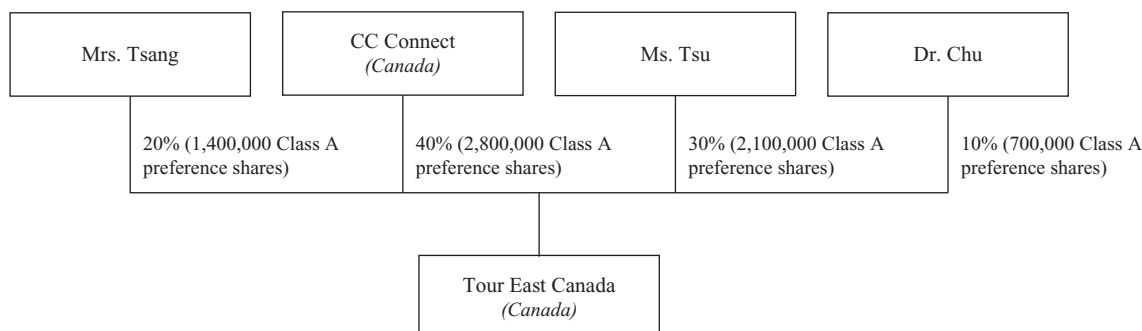 Mrs. Tsang
CC Connect
(Canada)
Ms. Tsu
Dr. Chu
20% (1,400,000 Class A
preference shares)
40% (2,800,000 Class A
preference shares)
30% (2,100,000 Class A
preference shares)
10% (700,000 Class A
preference shares)
Tour East Canada
(Canada)